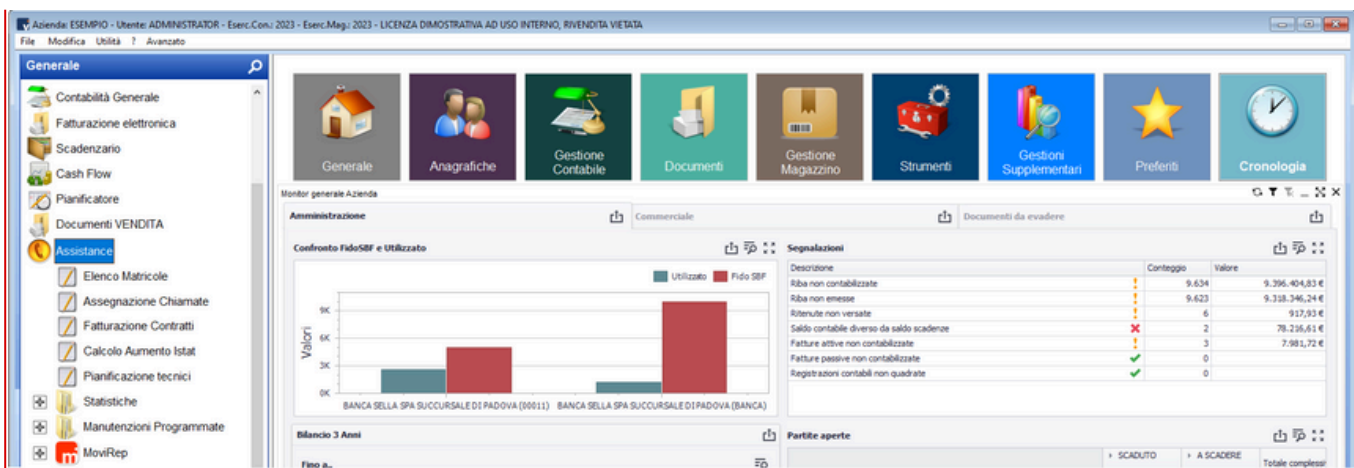 Azienda: ESEMPIO - Utente: ADMINISTRATOR - Eserc.Con.: 2023 - Eserc.Mag.: 2023 - LICENZA DIMOSTRATIVA AD USO INTERNO, RIVENDITA VIETATA
File Modifica Utilità ? Avanzato
Generale
Contabilità Generale
Fatturazione elettronica
Scadenzario
Cash Flow
Pianificatore
Documenti VENDITA
Assistance
Elenco Matricole
Assegnazione Chiamate
Fatturazione Contratti
Calcolo Aumento Istat
Pianificazione tecnici
Statistiche
Manutenzioni Programmate
MoviRep
Generale
Anagrafiche
Gestione
Contabile
Documenti
Gestione
Magazzino
Strumenti
Gestioni
Supplementari
Preferiti
Cronologia
Monitor generale Azienda
Amministrazione Commerciale Documenti da evadere
Confronto FidoSBF e Utilizzato
Utilizzato Fido SBF
Valori
9K
6K
3K
0K
BANCA SELLA SPA SUCCURSALE DI PADOVA (00011) BANCA SELLA SPA SUCCURSALE DI PADOVA (BANCA)
Segnalazioni
Descrizione Conteggio Valore
Riba non contabilizzate 9.634 9.396.404,83 €
Riba non emesse 9.623 9.318.346,24 €
Ritenute non versate 6 917,93 €
Saldo contabile diverso da saldo scadenze 2 78.216,61 €
Fatture attive non contabilizzate 3 7.981,72 €
Fatture passive non contabilizzate 0
Registrazioni contabili non quadrate 0
Bilancio 3 Anni
Fino a..
Partite aperte
SCADUTO A SCADERE
Totale compless